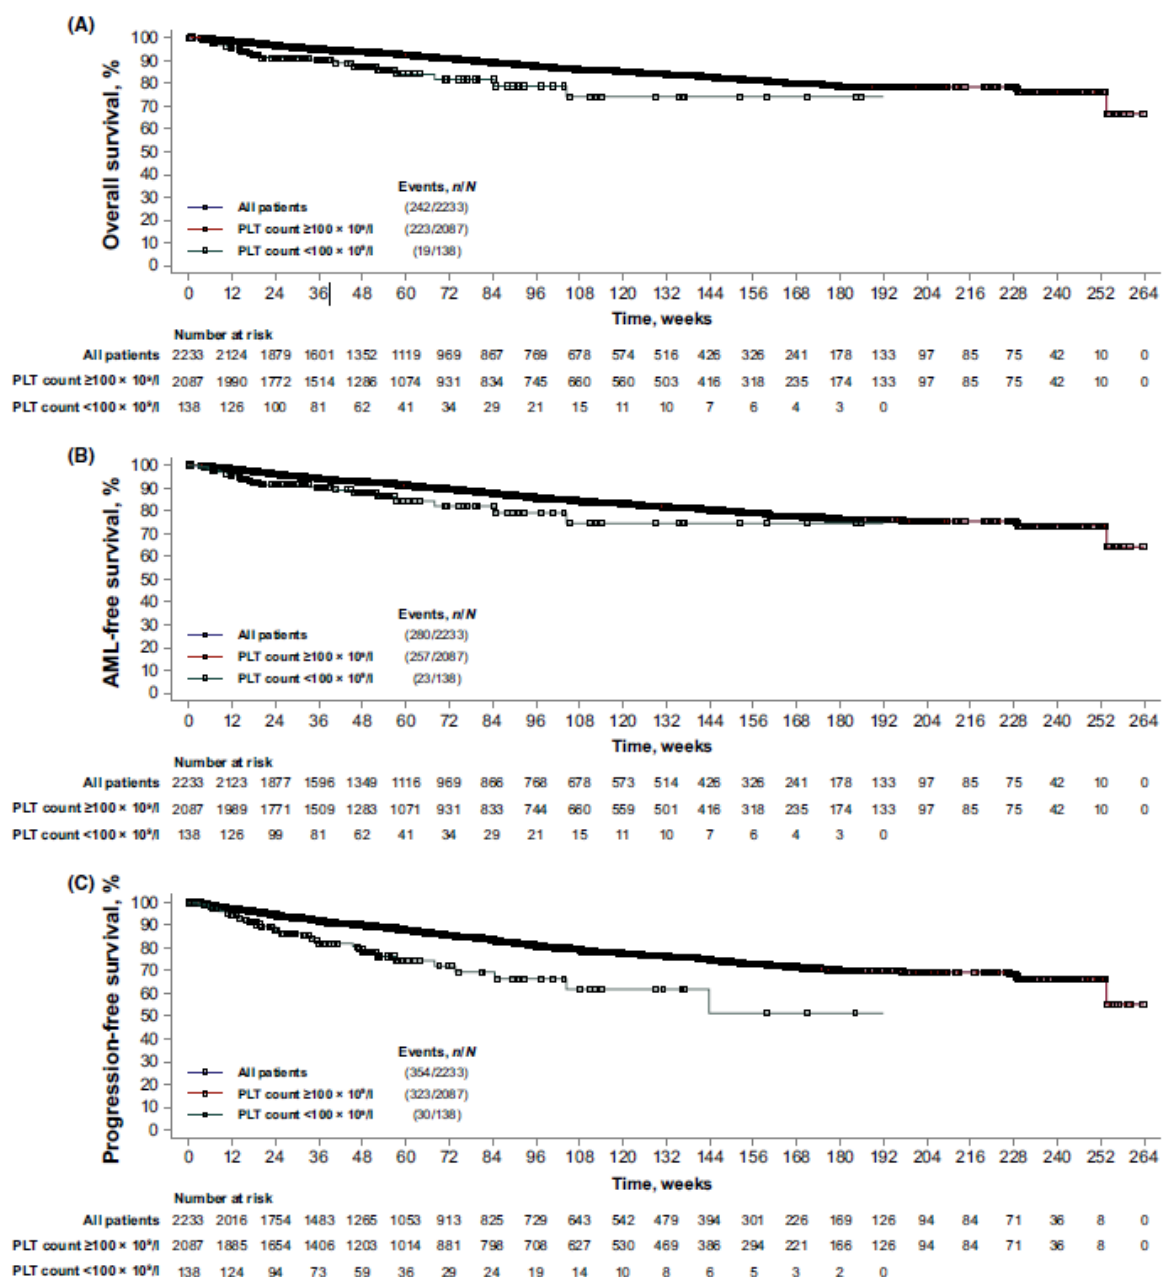 (A)
Overall survival, %
100
90
80
70
60
50
40
30
20
10
0
Events, n/N
All patients (242/2233)
PLT count ≥100 × 10⁹/l (223/2087)
PLT count <100 × 10⁹/l (19/138)
0 12 24 36 48 60 72 84 96 108 120 132 144 156 168 180 192 204 216 228 240 252 264
Time, weeks
Number at risk
All patients 2233 2124 1879 1601 1352 1119 969 867 769 678 574 516 426 326 241 178 133 97 85 75 42 10 0
PLT count ≥100 × 10⁹/l 2087 1990 1772 1514 1286 1074 931 834 745 660 560 503 416 318 235 174 133 97 85 75 42 10 0
PLT count <100 × 10⁹/l 138 126 100 81 62 41 34 29 21 15 11 10 7 6 4 3 0
(B)
AML-free survival, %
100
90
80
70
60
50
40
30
20
10
0
Events, n/N
All patients (280/2233)
PLT count ≥100 × 10⁹/l (257/2087)
PLT count <100 × 10⁹/l (23/138)
0 12 24 36 48 60 72 84 96 108 120 132 144 156 168 180 192 204 216 228 240 252 264
Time, weeks
Number at risk
All patients 2233 2123 1877 1596 1349 1116 969 866 768 678 573 514 426 326 241 178 133 97 85 75 42 10 0
PLT count ≥100 × 10⁹/l 2087 1989 1771 1509 1283 1071 931 833 744 660 559 501 416 318 235 174 133 97 85 75 42 10 0
PLT count <100 × 10⁹/l 138 126 99 81 62 41 34 29 21 15 11 10 7 6 4 3 0
(C)
Progression-free survival, %
100
90
80
70
60
50
40
30
20
10
0
Events, n/N
All patients (354/2233)
PLT count ≥100 × 10⁹/l (323/2087)
PLT count <100 × 10⁹/l (30/138)
0 12 24 36 48 60 72 84 96 108 120 132 144 156 168 180 192 204 216 228 240 252 264
Time, weeks
Number at risk
All patients 2233 2016 1754 1483 1265 1053 913 825 729 643 542 479 394 301 226 169 126 94 84 71 36 8 0
PLT count ≥100 × 10⁹/l 2087 1885 1654 1406 1203 1014 881 798 708 627 530 469 386 294 221 166 126 94 84 71 36 8 0
PLT count <100 × 10⁹/l 138 124 94 73 59 36 29 24 19 14 10 8 6 5 3 2 0